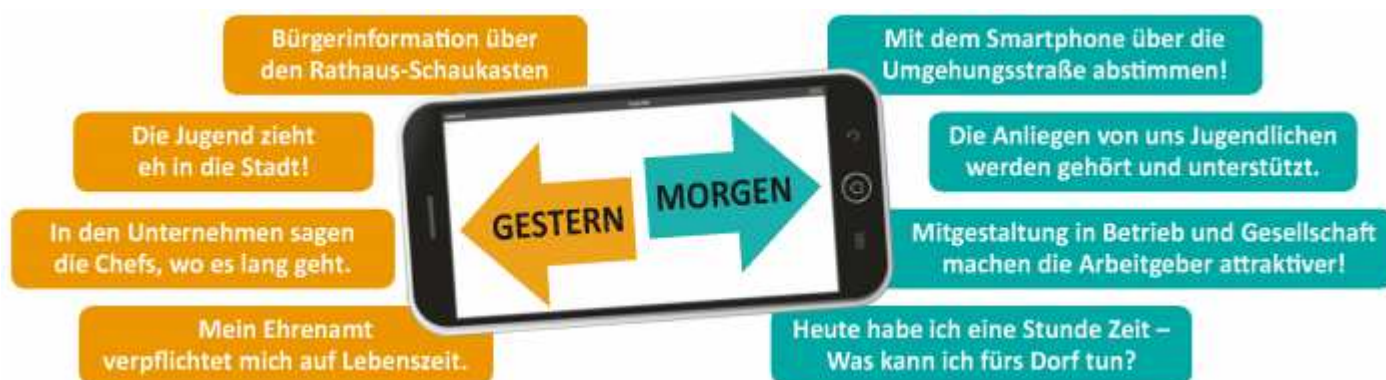 Bürgerinformation über
den Rathaus-Schaukasten
Die Jugend zieht
eh in die Stadt!
In den Unternehmen sagen
die Chefs, wo es lang geht.
Mein Ehrenamt
verpflichtet mich auf Lebenszeit.
GESTERN
MORGEN
Mit dem Smartphone über die
Umgehungsstraße abstimmen!
Die Anliegen von uns Jugendlichen
werden gehört und unterstützt.
Mitgestaltung in Betrieb und Gesellschaft
machen die Arbeitgeber attraktiver!
Heute habe ich eine Stunde Zeit –
Was kann ich fürs Dorf tun?